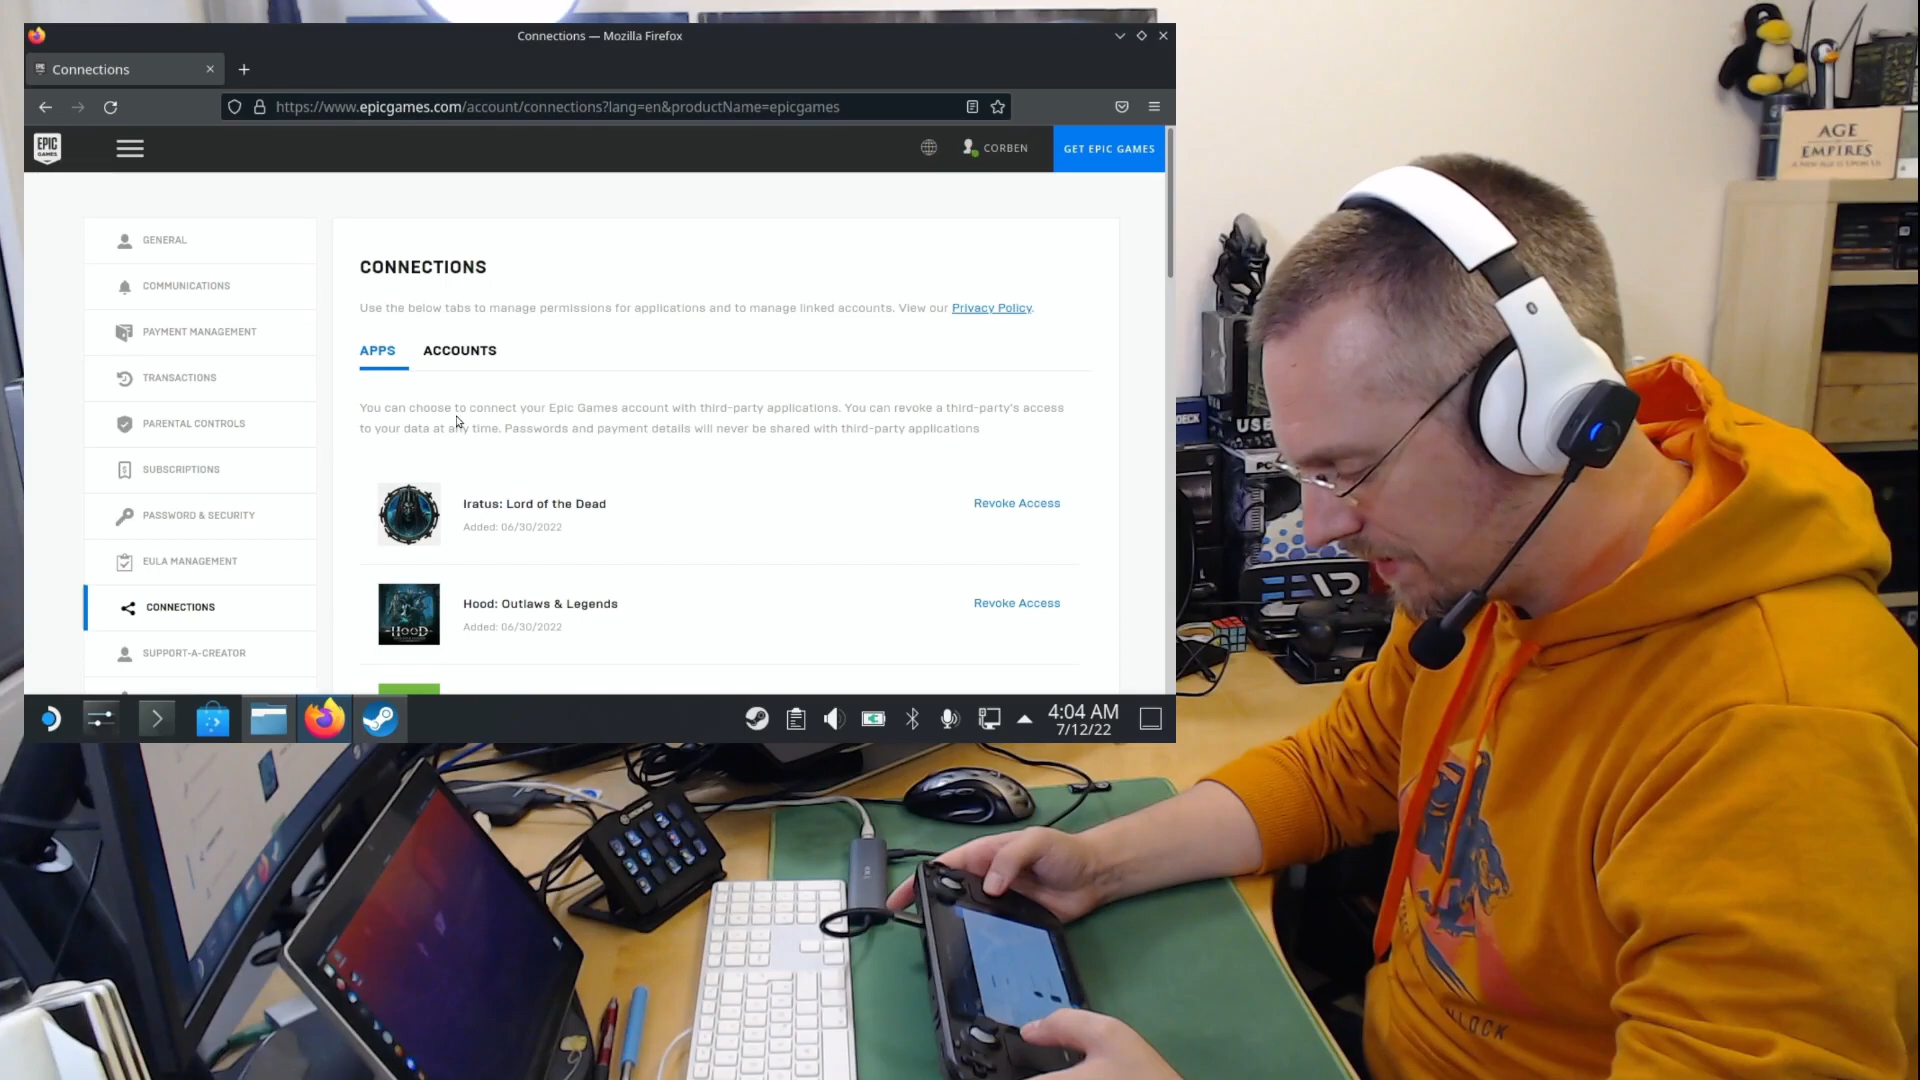 Connections — Mozilla Firefox
Connections
https://www.epicgames.com/account/connections?lang=en&productName=epicgames
EPIC
GAMES
CORBEN
GET EPIC GAMES
GENERAL
COMMUNICATIONS
PAYMENT MANAGEMENT
TRANSACTIONS
PARENTAL CONTROLS
SUBSCRIPTIONS
PASSWORD & SECURITY
EULA MANAGEMENT
CONNECTIONS
SUPPORT-A-CREATOR
CONNECTIONS
Use the below tabs to manage permissions for applications and to manage linked accounts. View our Privacy Policy.
APPS ACCOUNTS
You can choose to connect your Epic Games account with third-party applications. You can revoke a third-party's access
to your data at any time. Passwords and payment details will never be shared with third-party applications
Iratus: Lord of the Dead
Added: 06/30/2022
Revoke Access
HOOD
Hood: Outlaws & Legends
Added: 06/30/2022
Revoke Access
4:04 AM
7/12/22
AGE
EMPIRES
DECK
USE
PC
LOCK